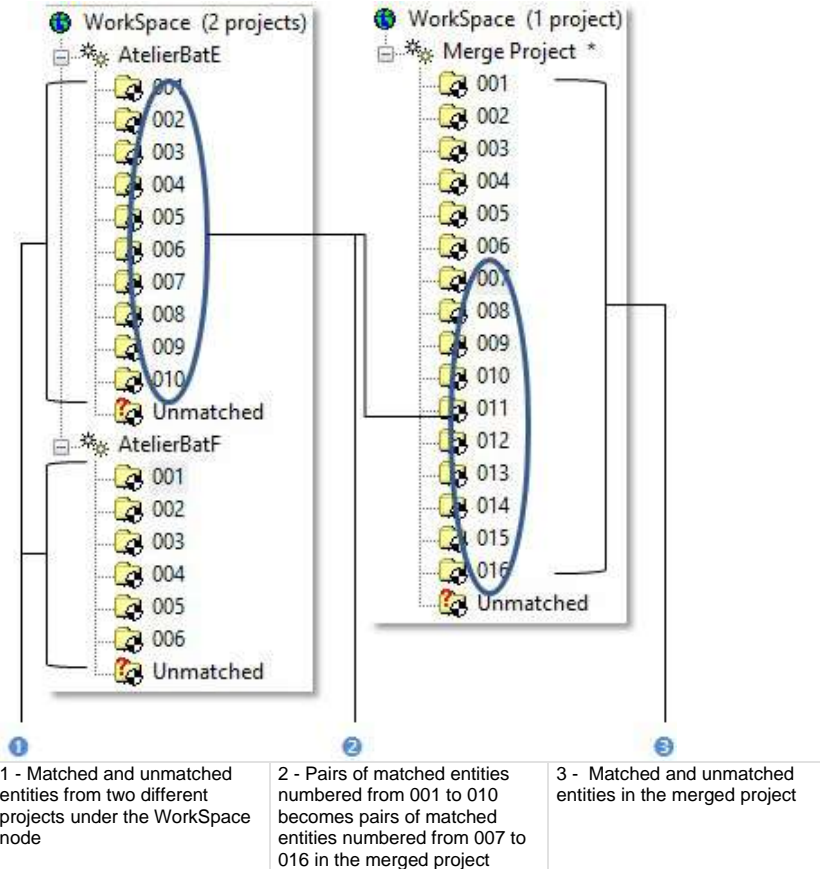 WorkSpace (2 projects)
AtelierBatE
001
002
003
004
005
006
007
008
009
010
Unmatched
AtelierBatF
001
002
003
004
005
006
Unmatched
WorkSpace (1 project)
Merge Project *
001
002
003
004
005
006
007
008
009
010
011
012
013
014
015
016
Unmatched
1
2
3
1 - Matched and unmatched
entities from two different
projects under the WorkSpace
node
2 - Pairs of matched entities
numbered from 001 to 010
becomes pairs of matched
entities numbered from 007 to
016 in the merged project
3 - Matched and unmatched
entities in the merged project